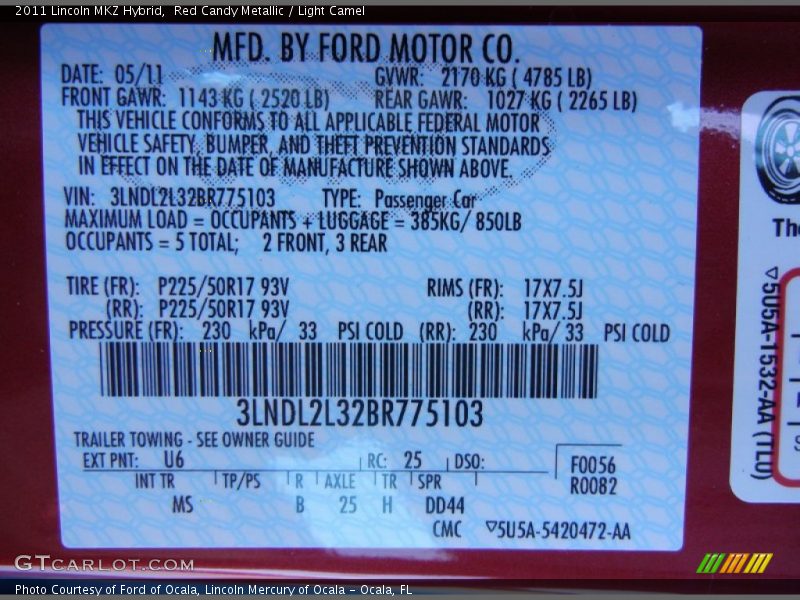 2011 Lincoln MKZ Hybrid,  Red Candy Metallic / Light Camel
MFD. BY FORD MOTOR CO.
DATE: 05/11 GVWR: 2170 KG ( 4785 LB)
FRONT GAWR: 1143 KG ( 2520 LB) REAR GAWR: 1027 KG ( 2265 LB)
THIS VEHICLE CONFORMS TO ALL APPLICABLE FEDERAL MOTOR
VEHICLE SAFETY, BUMPER, AND THEFT PREVENTION STANDARDS
IN EFFECT ON THE DATE OF MANUFACTURE SHOWN ABOVE.
VIN: 3LNDL2L32BR775103 TYPE: Passenger Car
MAXIMUM LOAD = OCCUPANTS + LUGGAGE = 385KG/ 850LB
OCCUPANTS = 5 TOTAL; 2 FRONT, 3 REAR
TIRE (FR): P225/50R17 93V RIMS (FR): 17X7.5J
(RR): P225/50R17 93V (RR): 17X7.5J
PRESSURE (FR): 230 kPa/ 33 PSI COLD (RR): 230 kPa/ 33 PSI COLD
3LNDL2L32BR775103
TRAILER TOWING - SEE OWNER GUIDE
EXT PNT: U6 RC: 25 DSO: F0056
R0082
INT TR TP/PS R AXLE TR SPR
MS B 25 H DD44
CMC ▽5U5A-5420472-AA
The
▽5U5A-1532-AA (TLU)
GTCARLOT.COM
Photo Courtesy of Ford of Ocala, Lincoln Mercury of Ocala - Ocala, FL